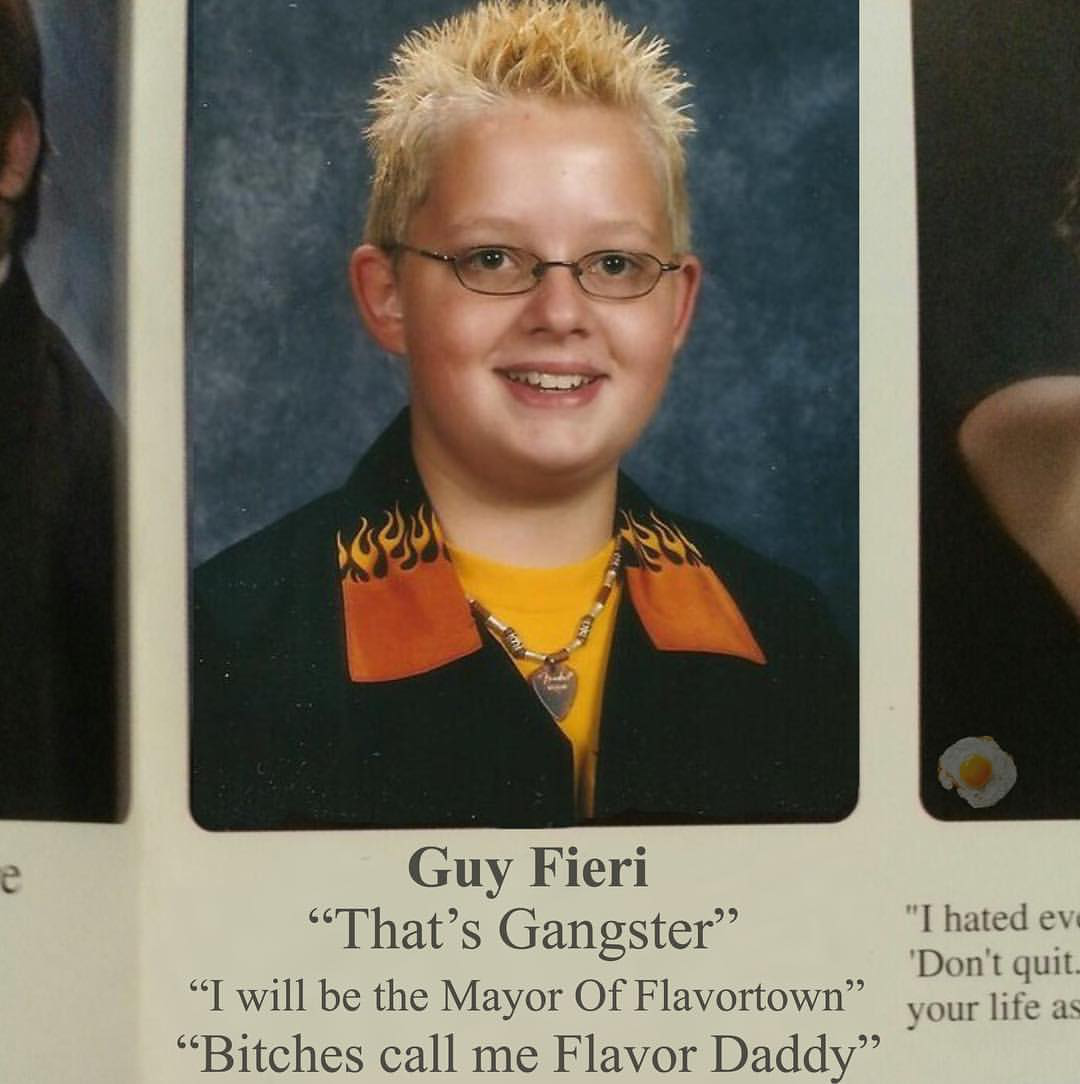 e
Guy Fieri
“That’s Gangster”
“I will be the Mayor Of Flavortown”
“Bitches call me Flavor Daddy”
"I hated
'Don't quit.
your life as